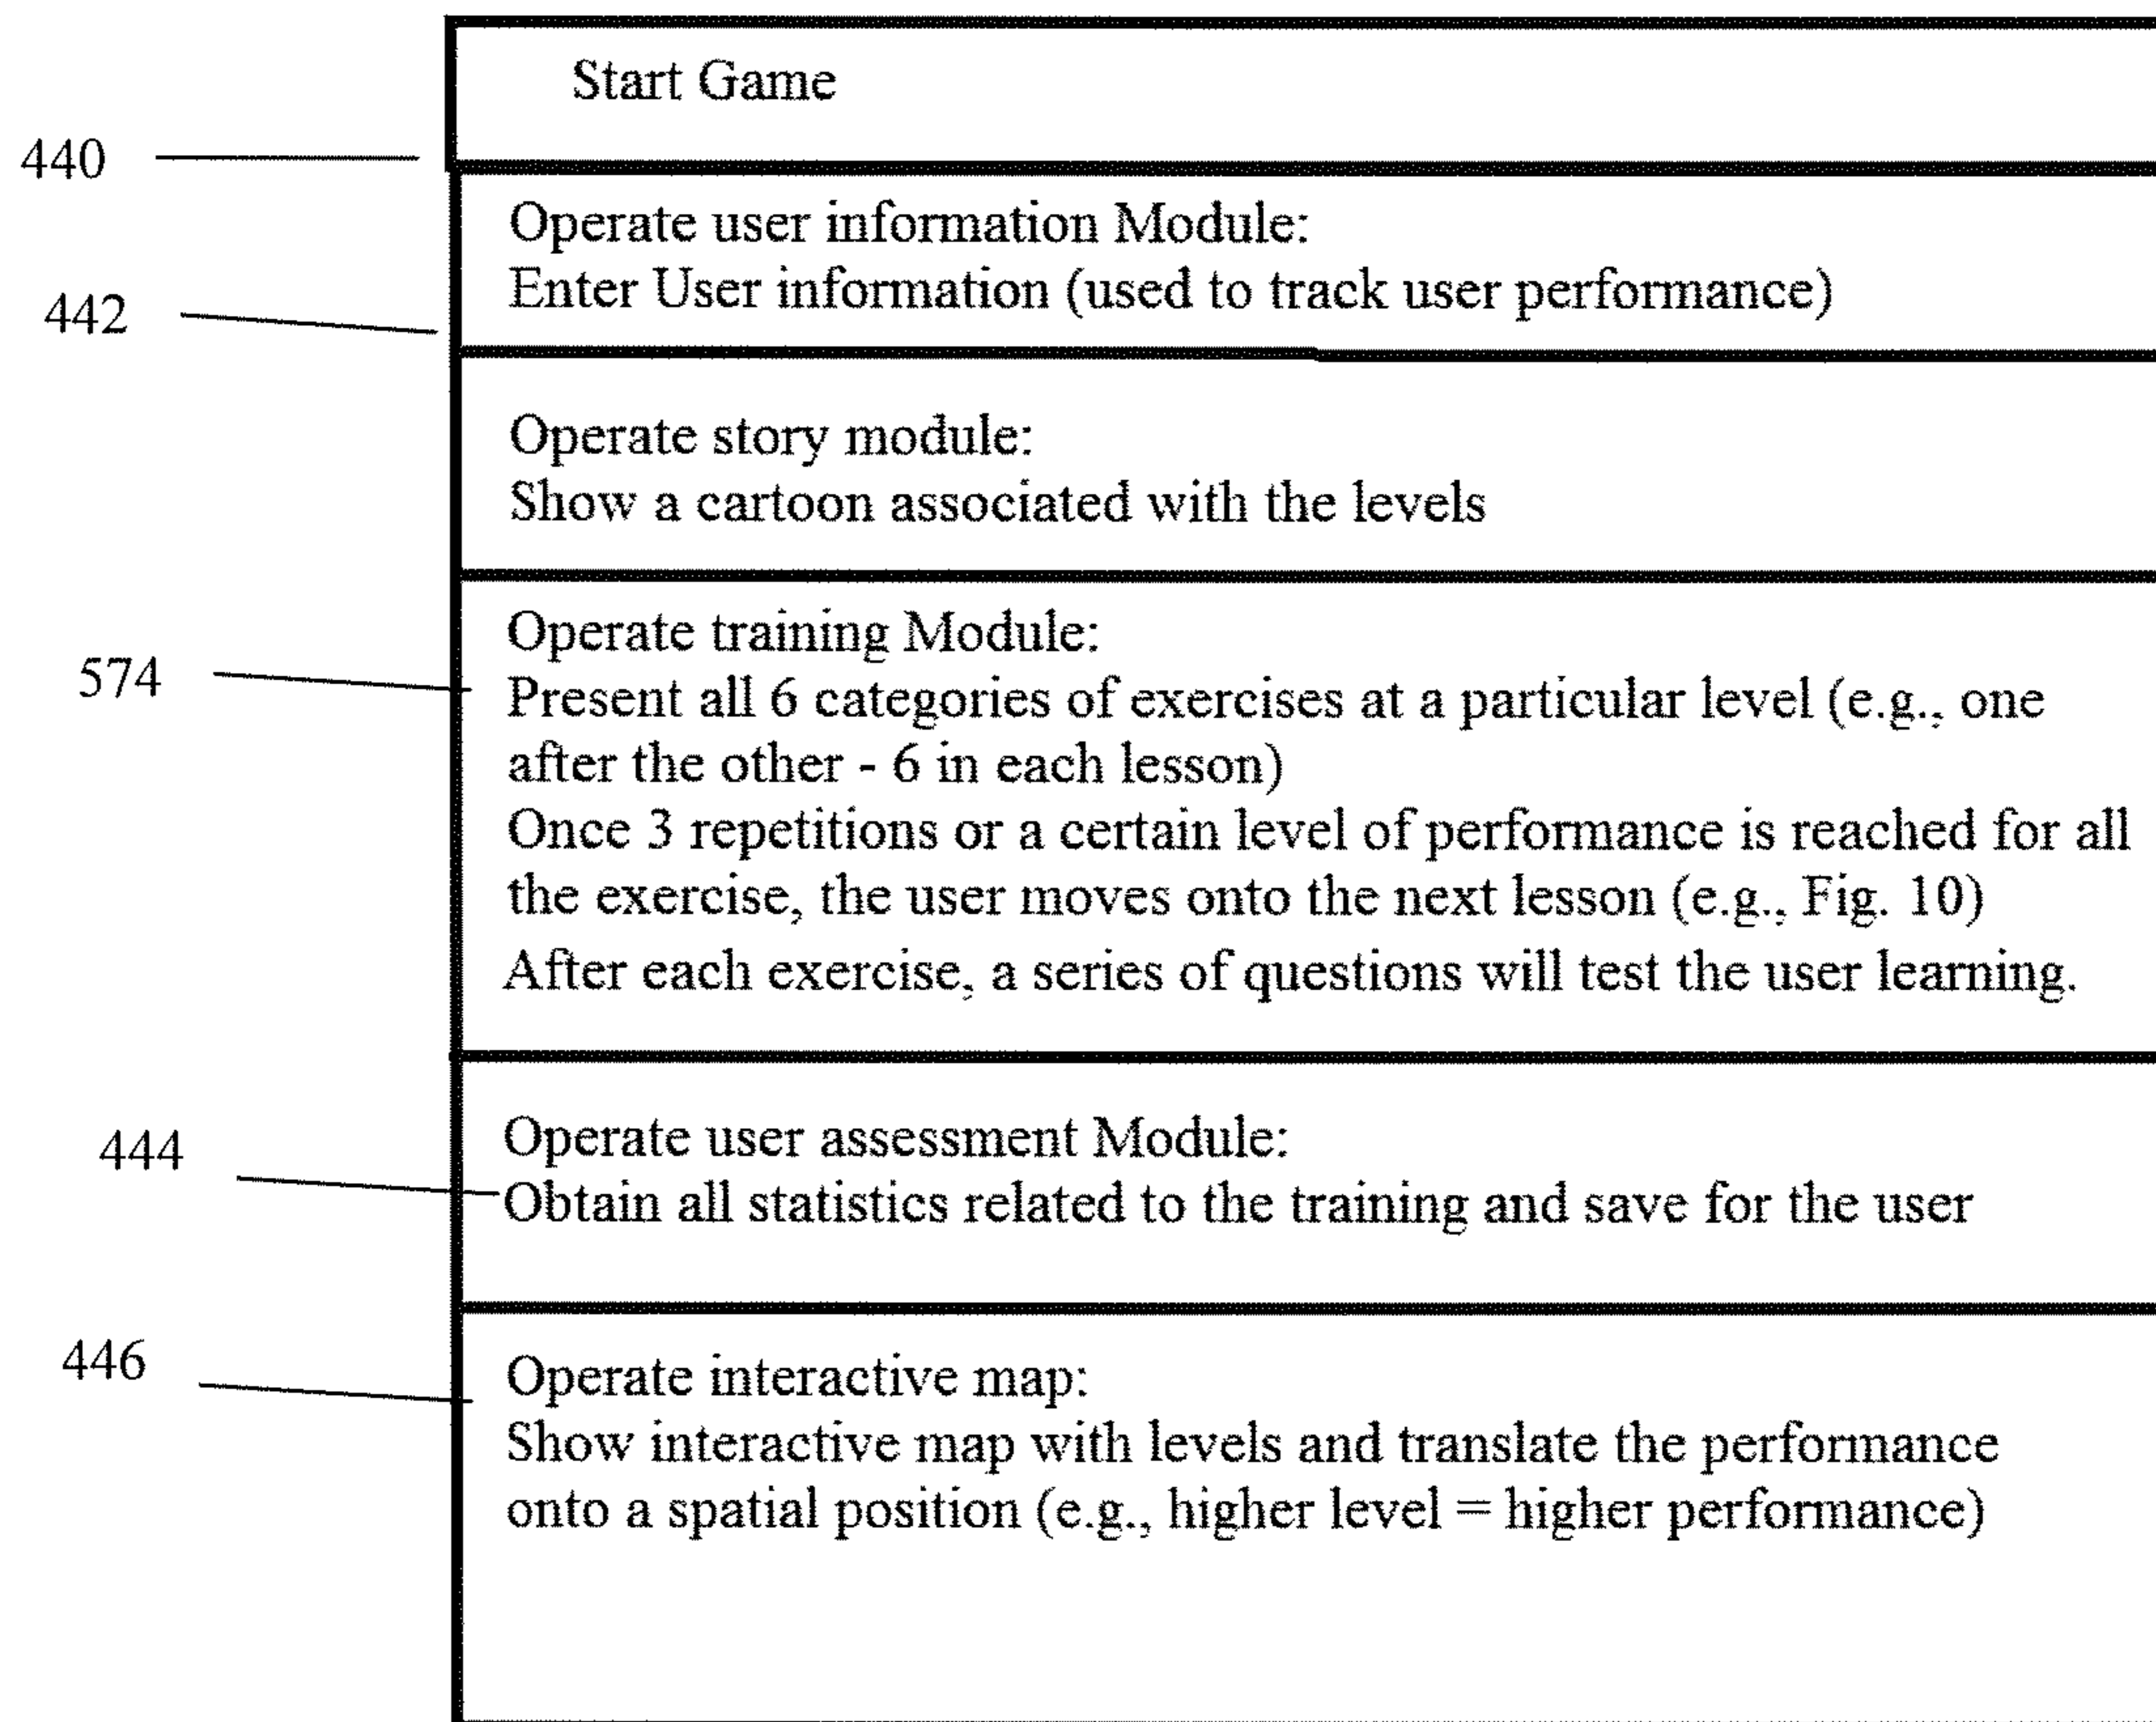 Start Game
440
Operate user information Module:
Enter User information (used to track user performance)
442
Operate story module:
Show a cartoon associated with the levels
Operate training Module:
574
Present all 6 categories of exercises at a particular level (e.g., one
after the other - 6 in each lesson)
Once 3 repetitions or a certain level of performance is reached for all
the exercise, the user moves onto the next lesson (e.g., Fig. 10)
After each exercise, a series of questions will test the user learning.
444
Operate user assessment Module:
Obtain all statistics related to the training and save for the user
446
Operate interactive map:
Show interactive map with levels and translate the performance
onto a spatial position (e.g., higher level = higher performance)